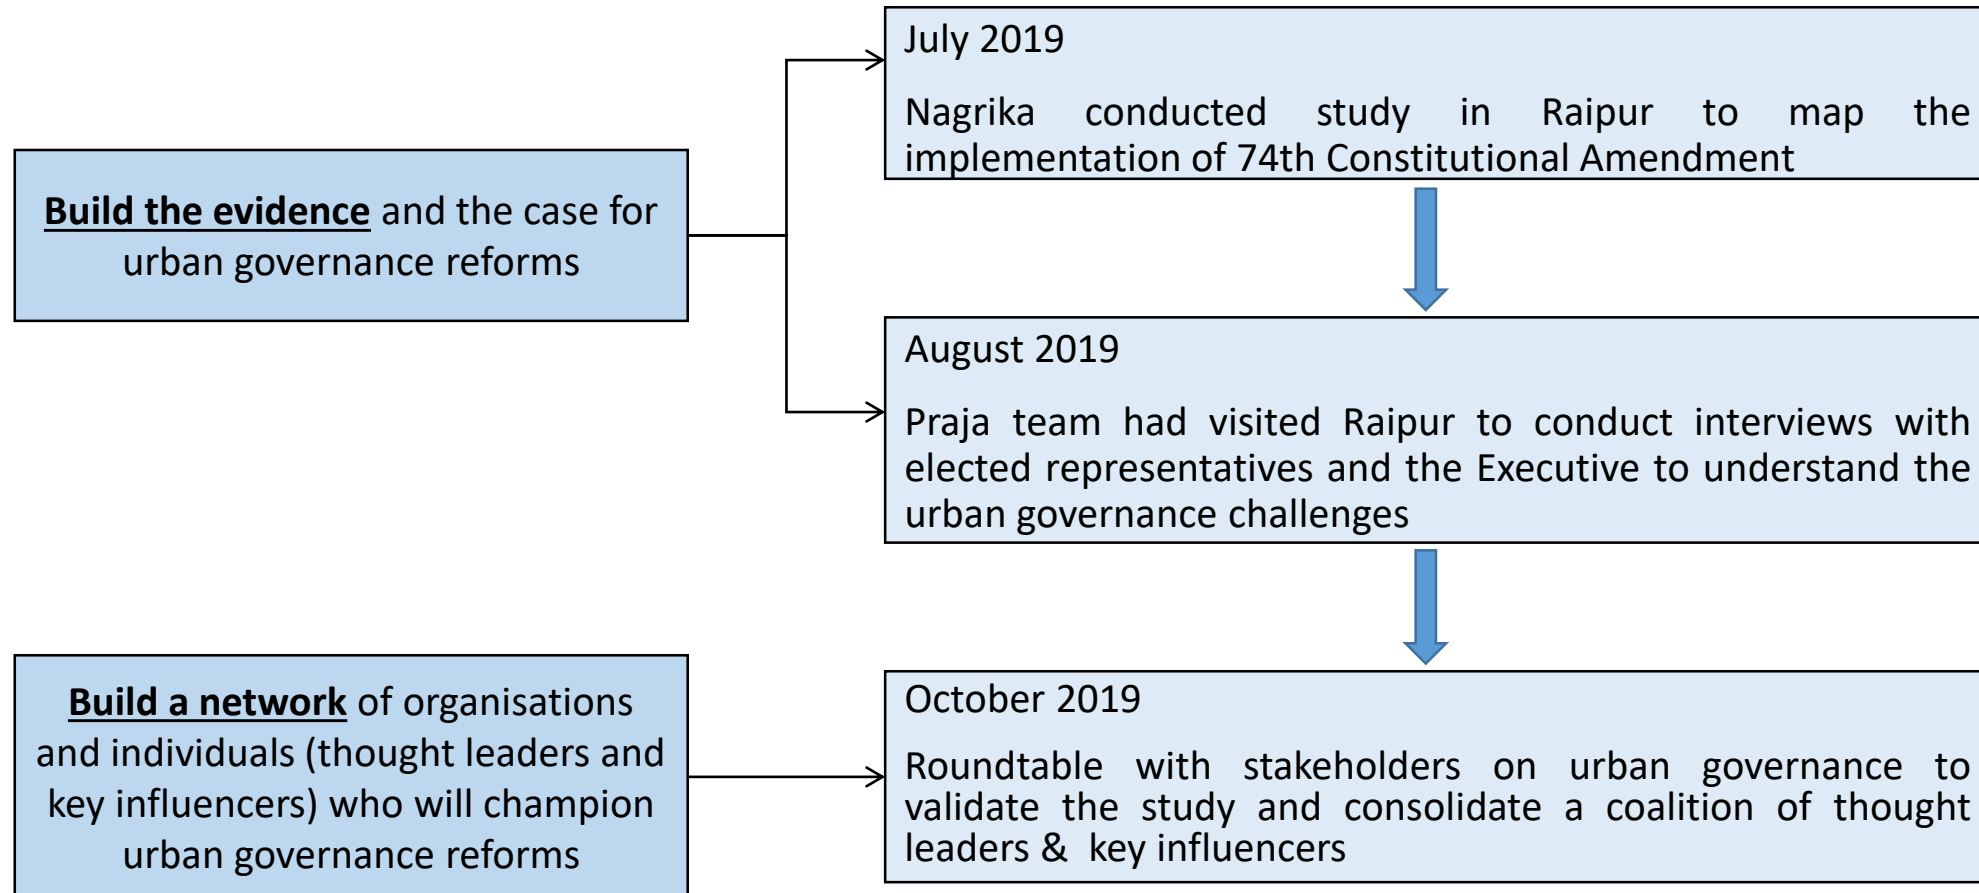 Build the evidence and the case for
urban governance reforms
July 2019
Nagrika conducted study in Raipur to map the
implementation of 74th Constitutional Amendment
August 2019
Praja team had visited Raipur to conduct interviews with
elected representatives and the Executive to understand the
urban governance challenges
Build a network of organisations
and individuals (thought leaders and
key influencers) who will champion
urban governance reforms
October 2019
Roundtable with stakeholders on urban governance to
validate the study and consolidate a coalition of thought
leaders & key influencers